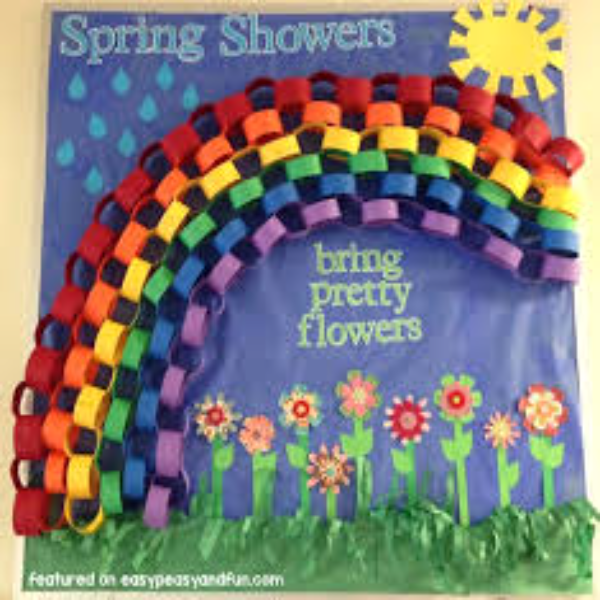 Spring Showers
bring
pretty
flowers
featured on easypeasyandfun.com